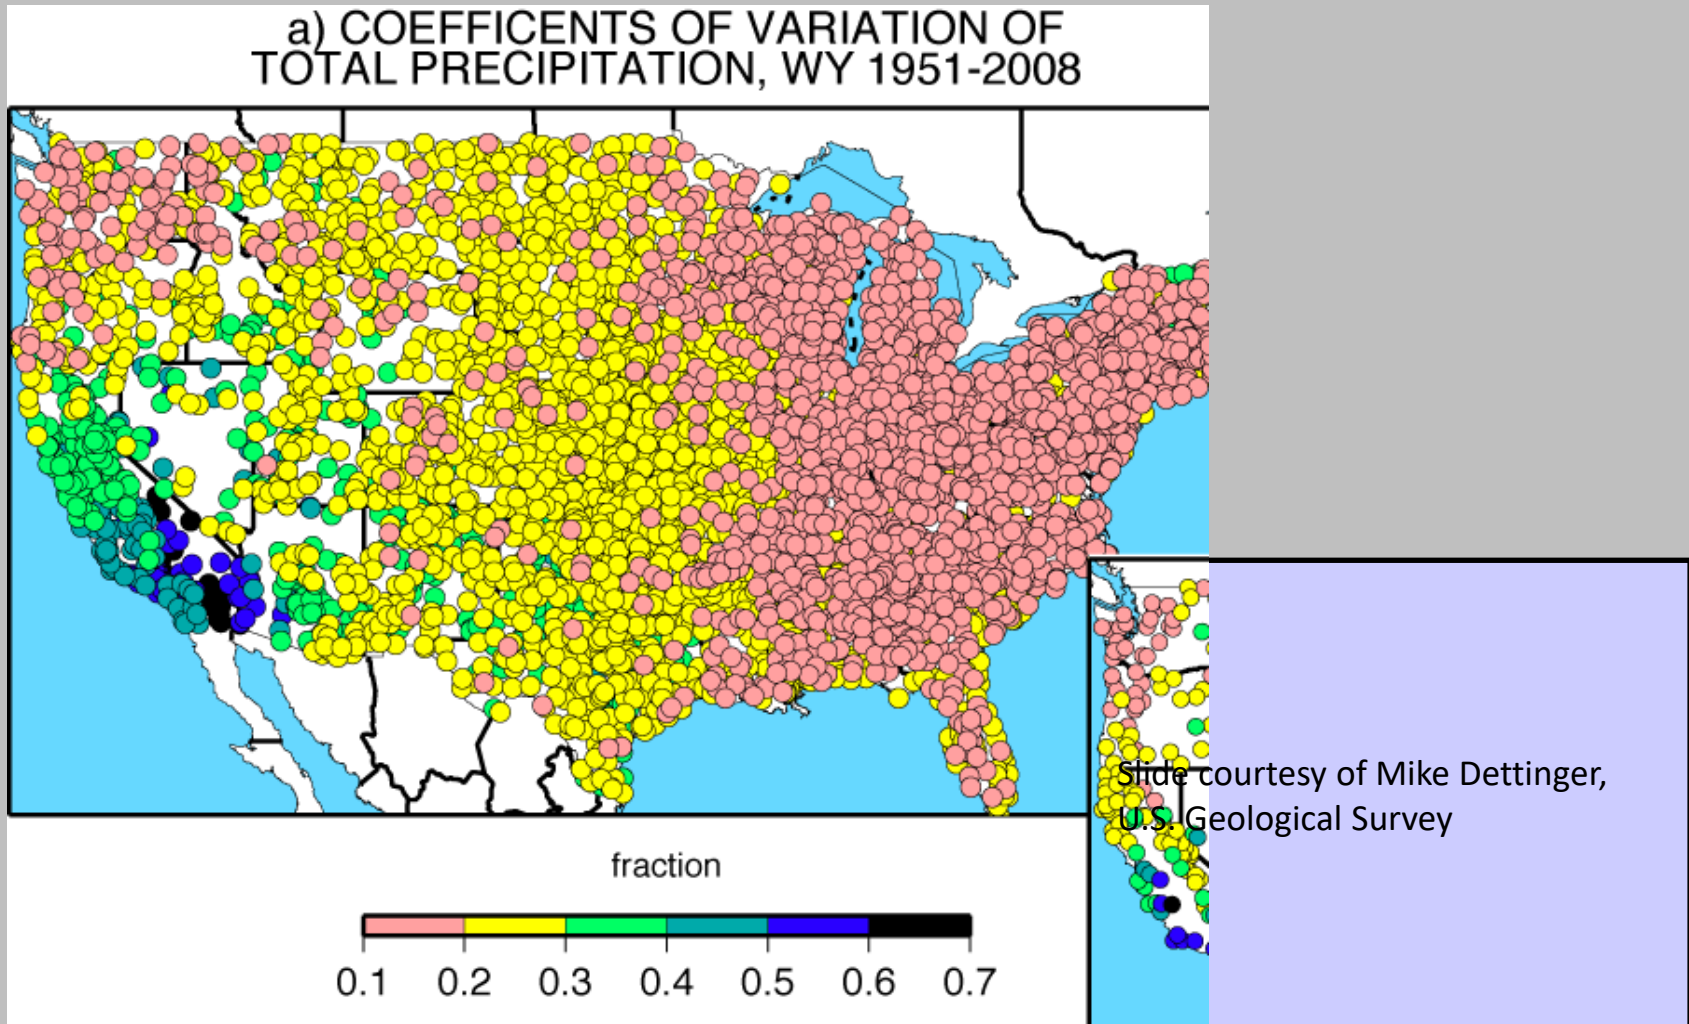 a) COEFFICENTS OF VARIATION OF
TOTAL PRECIPITATION, WY 1951-2008
Slide courtesy of Mike Dettinger,
U.S. Geological Survey
fraction
0.1 0.2 0.3 0.4 0.5 0.6 0.7